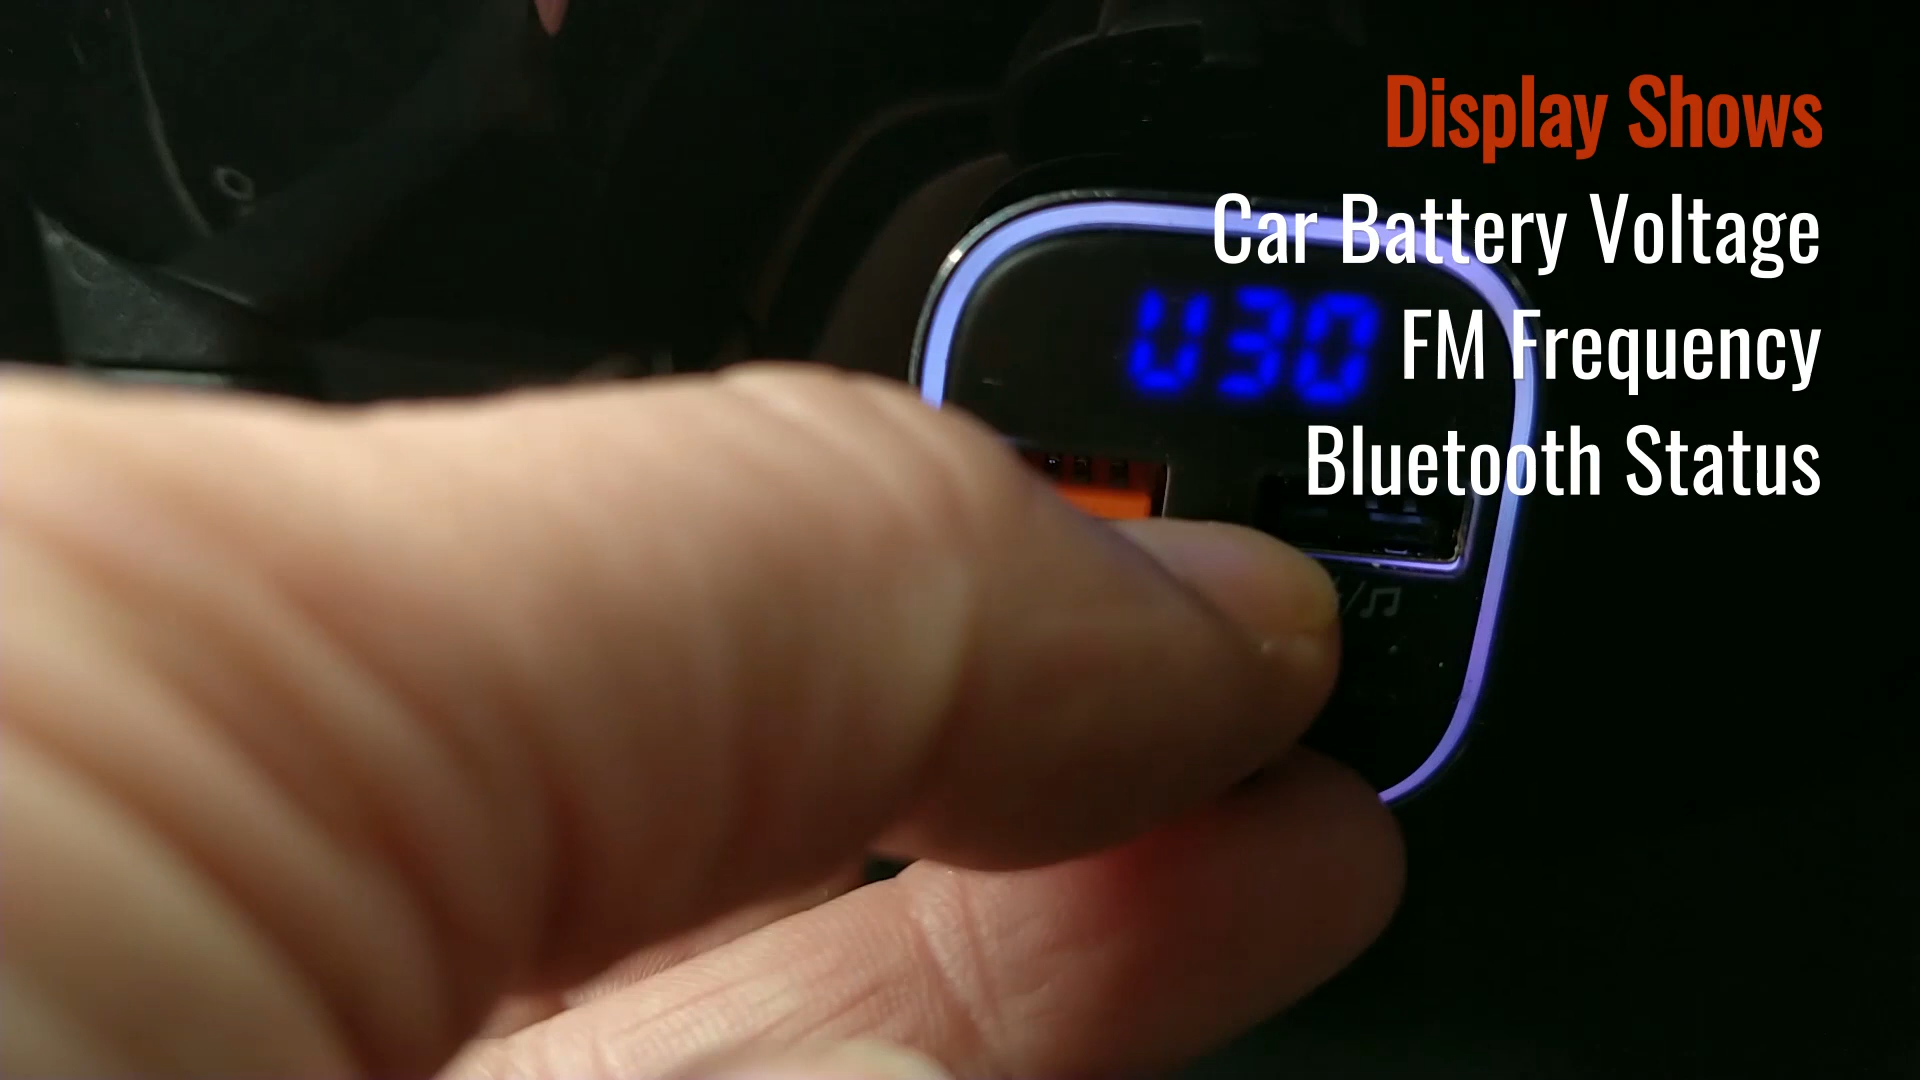 Display Shows
Car Battery Voltage
U30
FM Frequency
Bluetooth Status